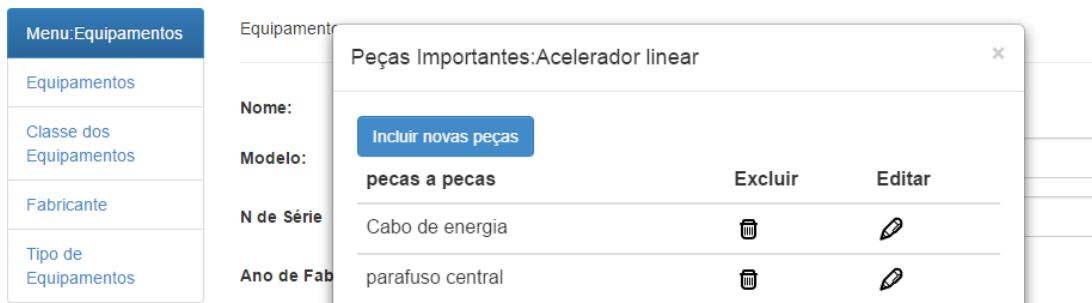 Menu:Equipamentos
Equipamentos
Classe dos
Equipamentos
Fabricante
Tipo de
Equipamentos
Equipamento
Nome:
Modelo:
N de Série
Ano de Fab
Peças Importantes:Acelerador linear
×
Incluir novas peças
pecas a pecas Excluir Editar
Cabo de energia
parafuso central